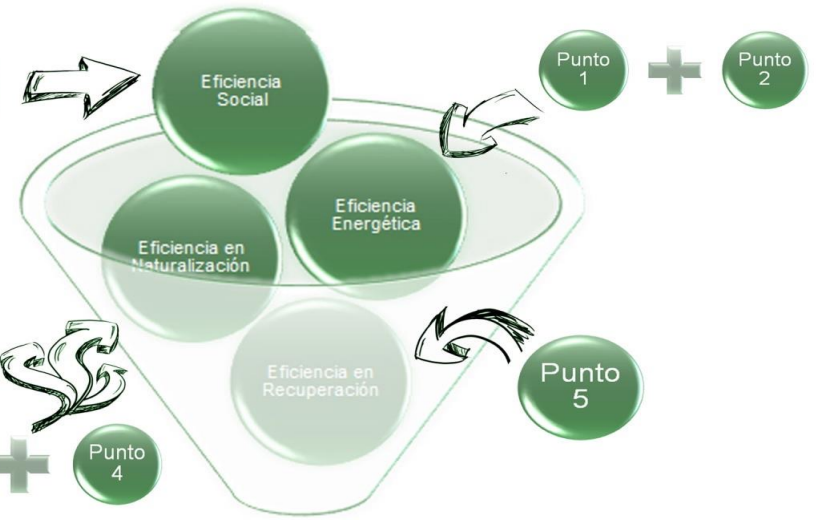 Eficiencia
Social
Punto
1
Punto
2
Eficiencia
Energética
Eficiencia en
Naturalización
Eficiencia en
Recuperación
Punto
5
Punto
4